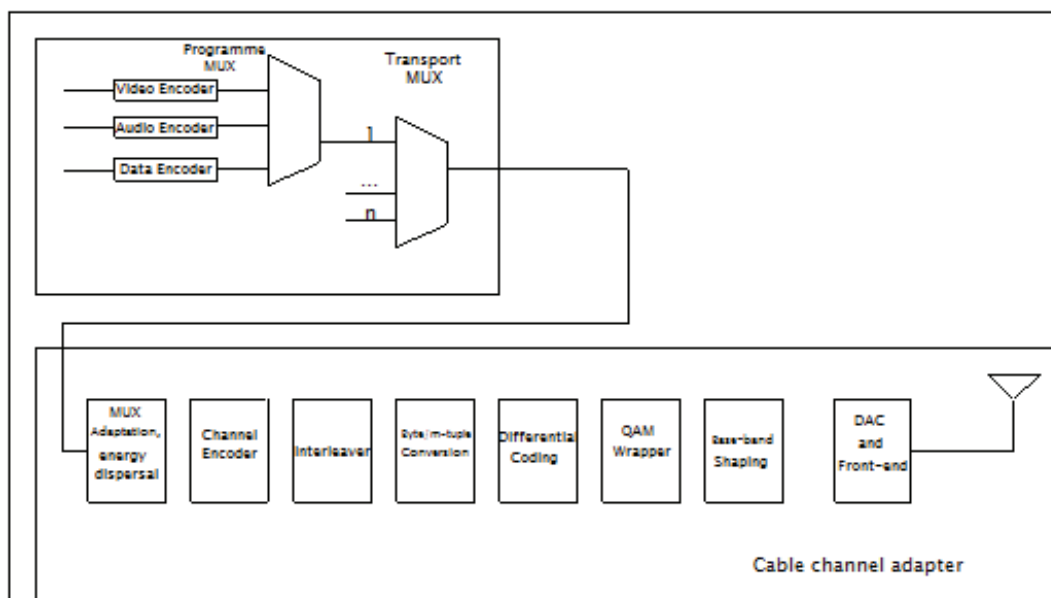 Programme
MUX
Transport
MUX
Video Encoder
Audio Encoder
Data Encoder
1
...
n
MUX
Adaptation,
energy
dispersal
Channel
Encoder
Interleaver
Byte/m-tuple
Conversion
Differential
Coding
QAM
Wrapper
Base-band
Shaping
DAC
and
Front-end
Cable channel adapter